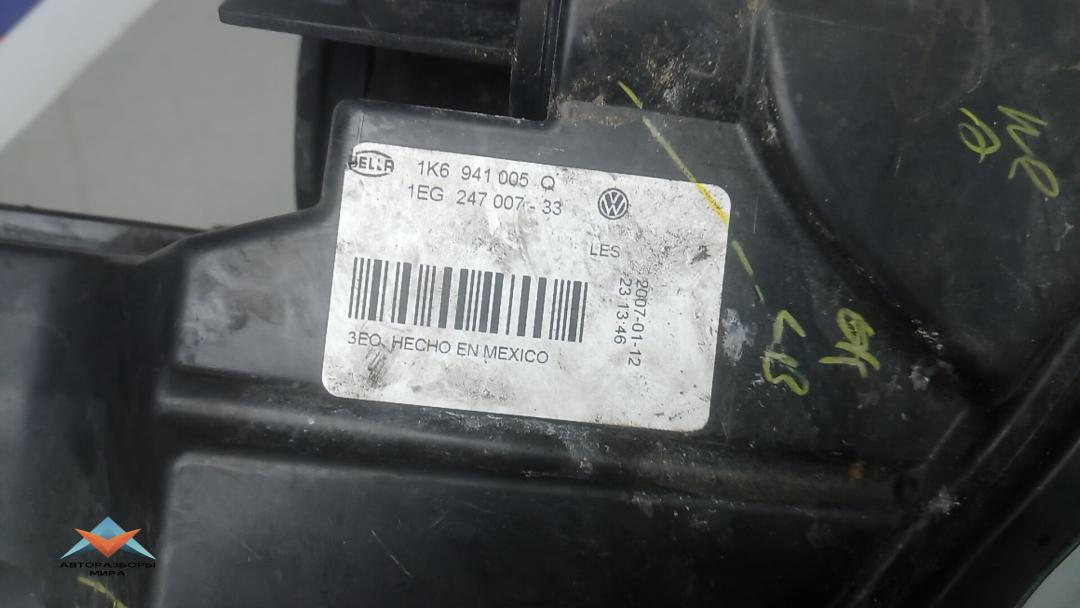 HELLA
1K6 941 005 Q
1EG 247 007 - 33
LES
2007-01-12
23:13:46
3EO HECHO EN MEXICO
АВТОРАЗБОРЫ
МИРА